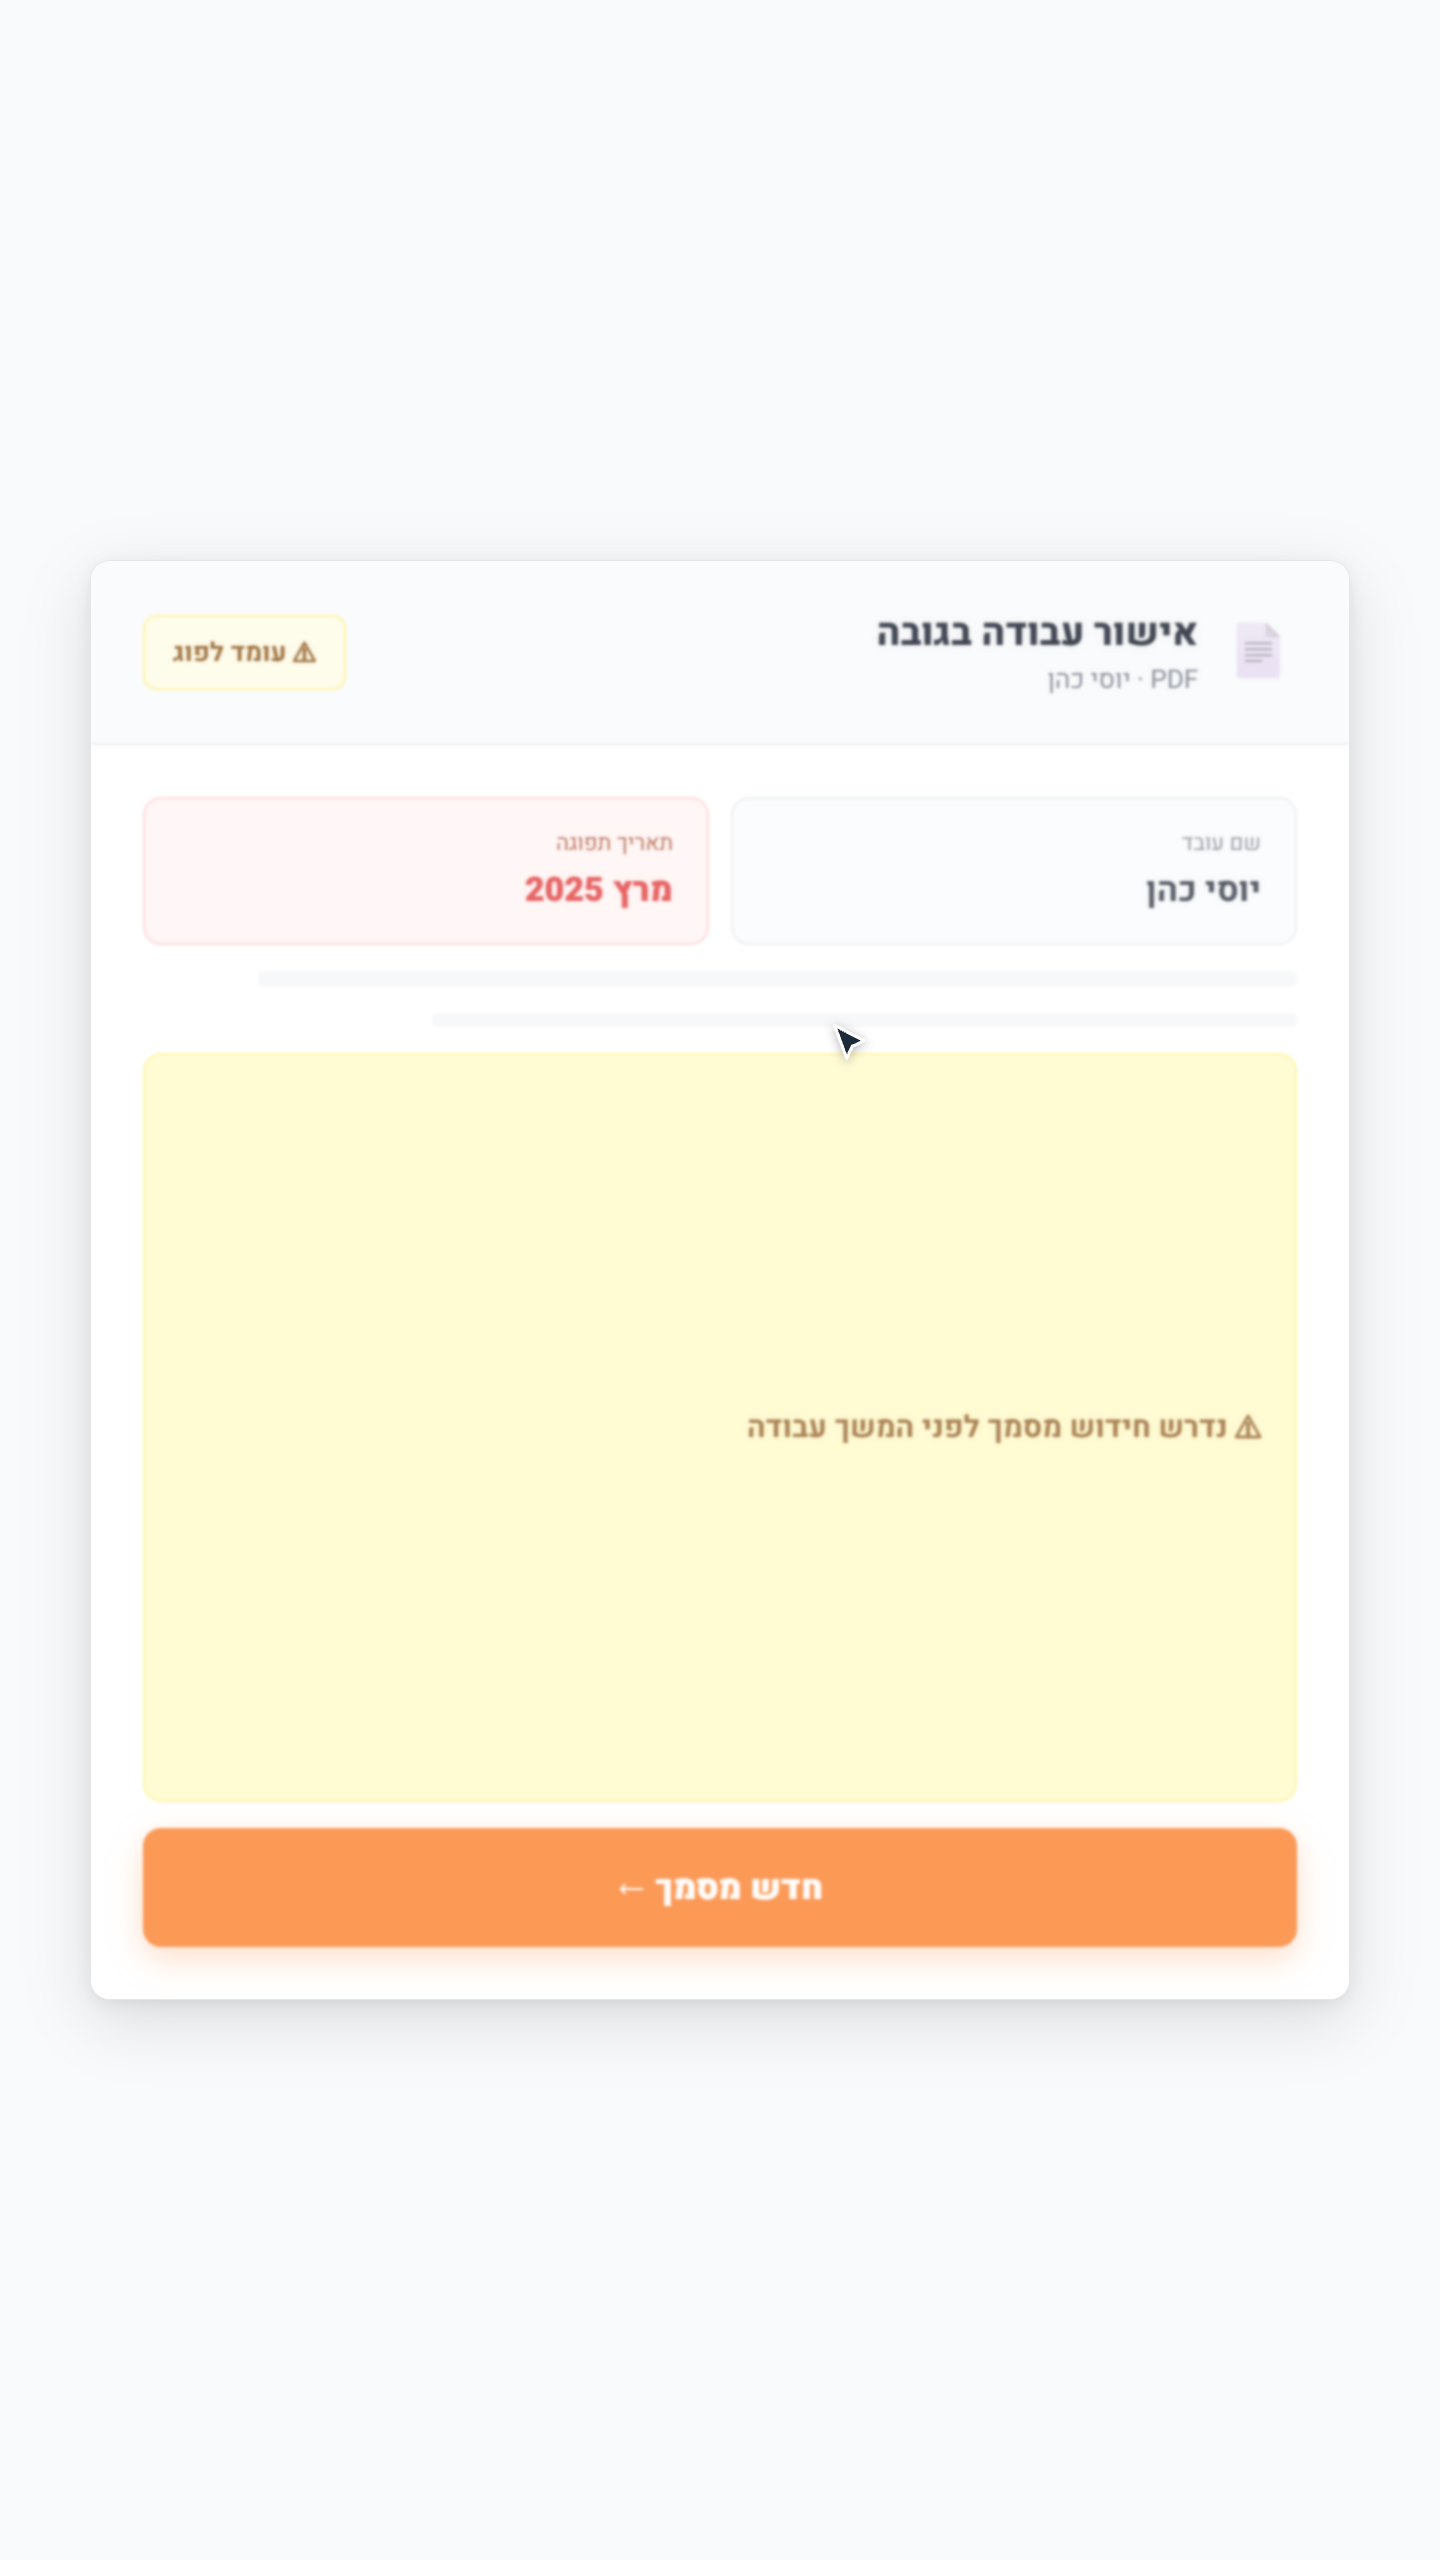 אישור עבודה בגובה
PDF · יוסי כהן
⚠ עומד לפוג
שם עובד
יוסי כהן
תאריך תפוגה
מרץ 2025
⚠ נדרש חידוש מסמך לפני המשך עבודה
חדש מסמך ←